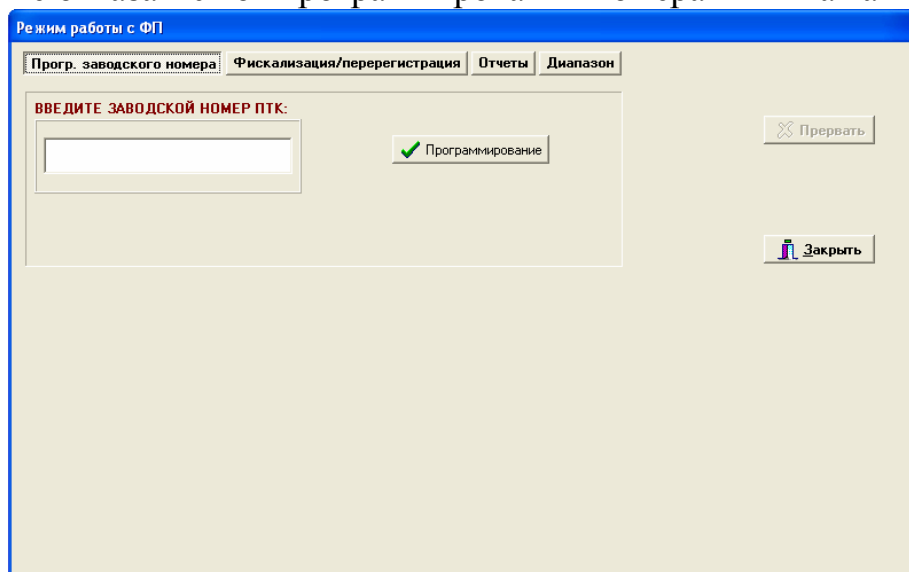 Режим работы с ФП
Прогр. заводского номера Фискализация/перерегистрация Отчеты Диапазон
ВВЕДИТЕ ЗАВОДСКОЙ НОМЕР ПТК:
Прервать
Программирование
Закрыть